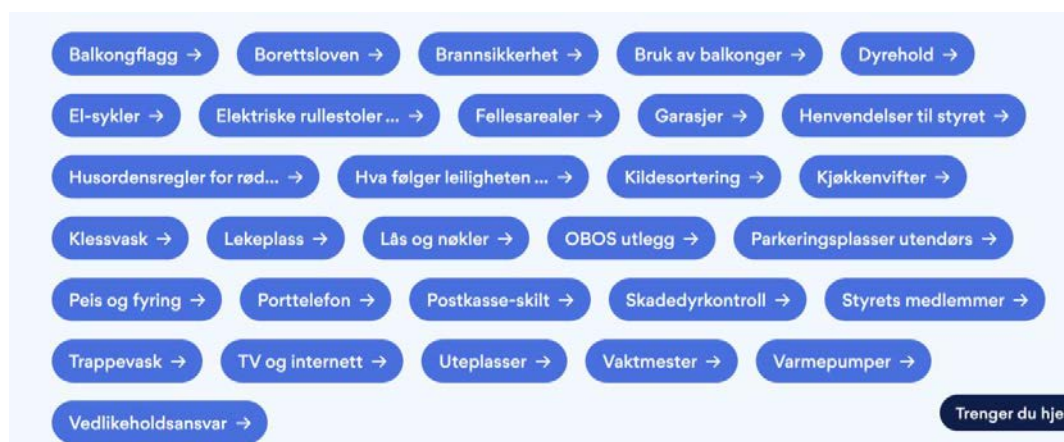 Balkongflagg → Borettsloven → Brannsikkerhet → Bruk av balkonger → Dyrehold →
El-sykler → Elektriske rullestoler ... → Fellesarealer → Garasjer → Henvendelser til styret →
Husordensregler for rød... → Hva følger leiligheten ... → Kildesortering → Kjøkkenvifter →
Klessvask → Lekeplass → Lås og nøkler → OBOS utlegg → Parkeringsplasser utendørs →
Peis og fyring → Porttelefon → Postkasse-skilt → Skadedyrkontroll → Styrets medlemmer →
Trappevask → TV og internett → Uteplasser → Vaktmester → Varmepumper →
Vedlikeholdsansvar →
Trenger du hje